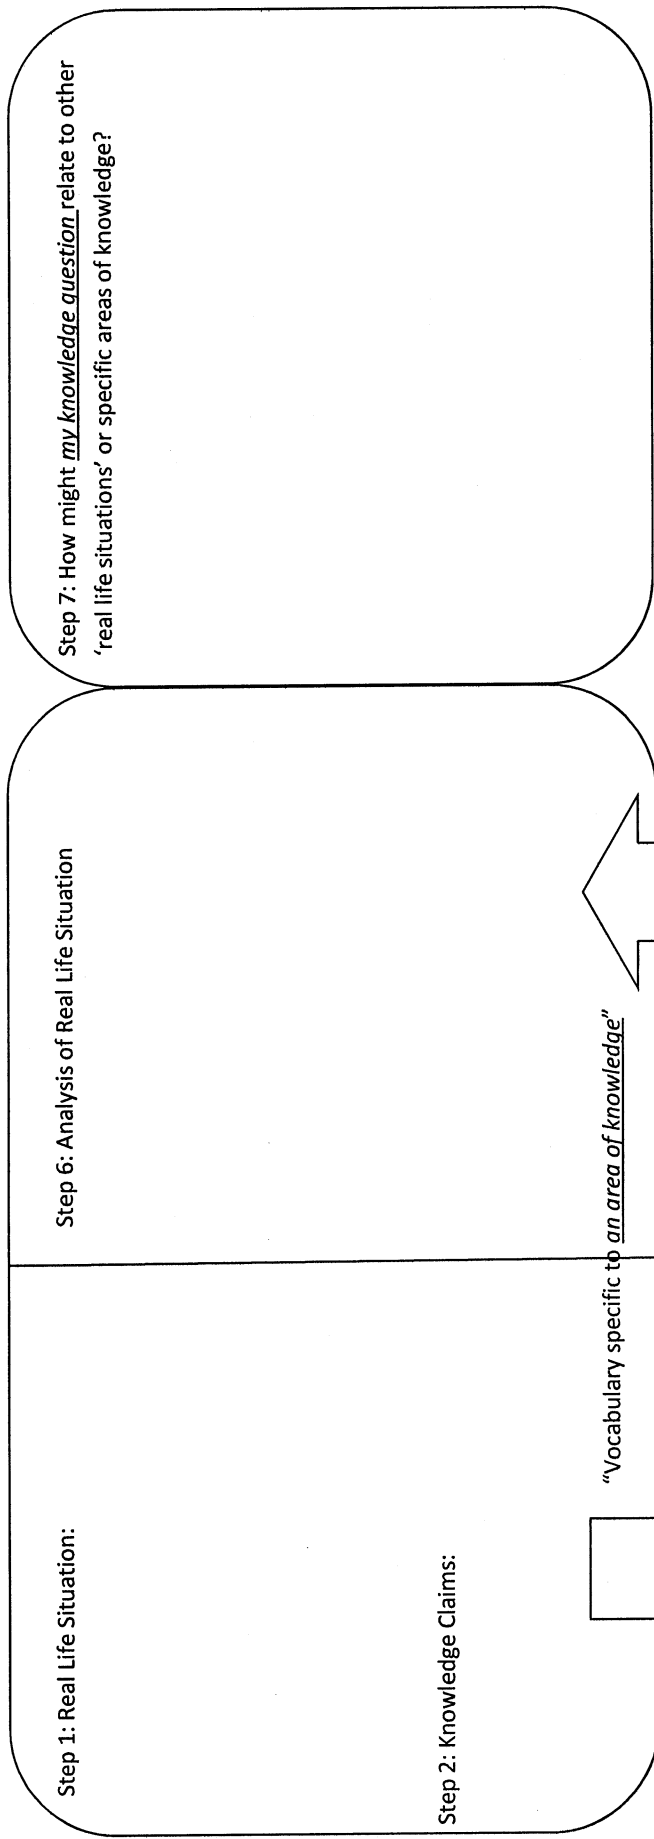 Step 1: Real Life Situation:
Step 2: Knowledge Claims:
"Vocabulary specific to an area of knowledge"
Step 6: Analysis of Real Life Situation
Step 7: How might my knowledge question relate to other
'real life situations' or specific areas of knowledge?